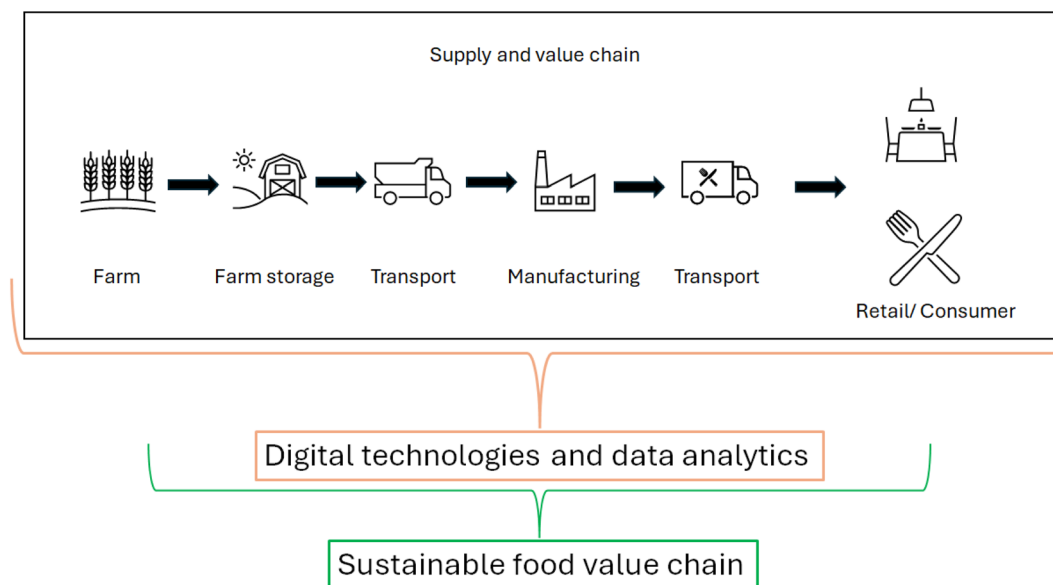 Supply and value chain
Farm
Farm storage
Transport
Manufacturing
Transport
Retail/ Consumer
Digital technologies and data analytics
Sustainable food value chain